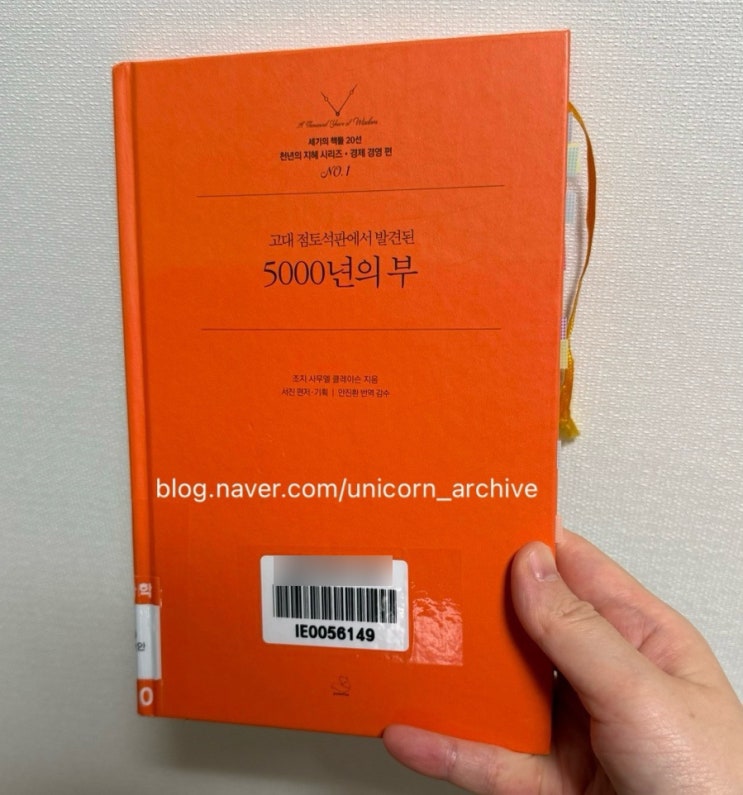 A Thousand Years of Wisdom
세기의 책들 20선
천년의 지혜 시리즈 · 경제 경영 편
NO. 1
고대 점토석판에서 발견된
5000년의 부
조지 사무엘 클레이슨 지음
서진 편저·기획 | 안진환 번역 감수
blog.naver.com/unicorn_archive
IE0056149
학
안
0